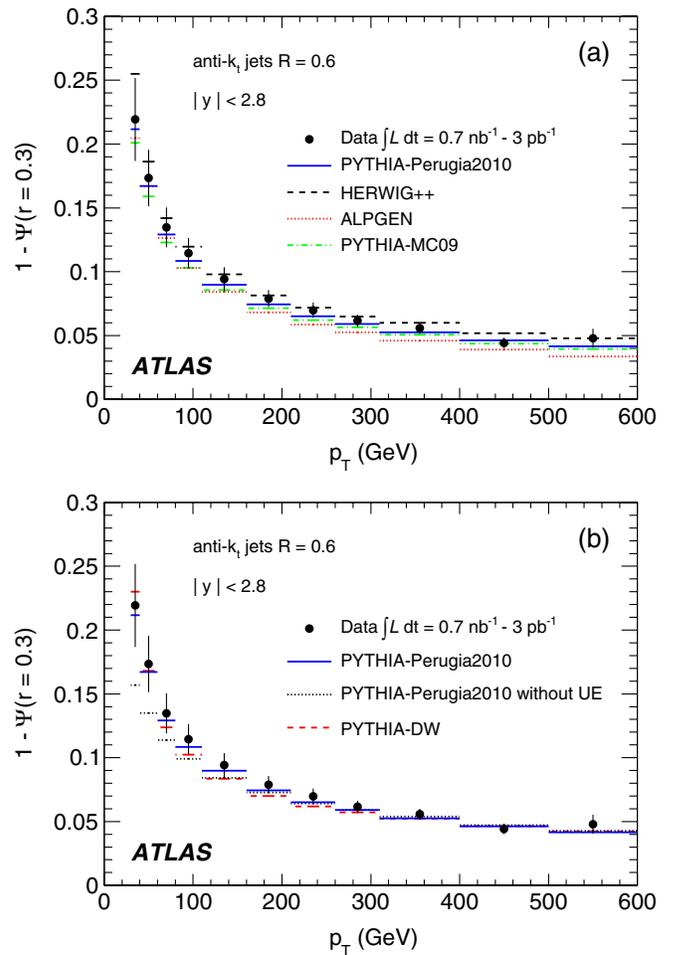 0.3
(a)
anti-kt jets R = 0.6
| y | < 2.8
0.25
0.2
0.15
0.1
0.05
0
1 - Ψ(r = 0.3)
Data ∫L dt = 0.7 nb-1 - 3 pb-1
PYTHIA-Perugia2010
HERWIG++
ALPGEN
PYTHIA-MC09
ATLAS
0 100 200 300 400 500 600
pT (GeV)
0.3
(b)
anti-kt jets R = 0.6
| y | < 2.8
0.25
0.2
0.15
0.1
0.05
0
1 - Ψ(r = 0.3)
Data ∫L dt = 0.7 nb-1 - 3 pb-1
PYTHIA-Perugia2010
PYTHIA-Perugia2010 without UE
PYTHIA-DW
ATLAS
0 100 200 300 400 500 600
pT (GeV)